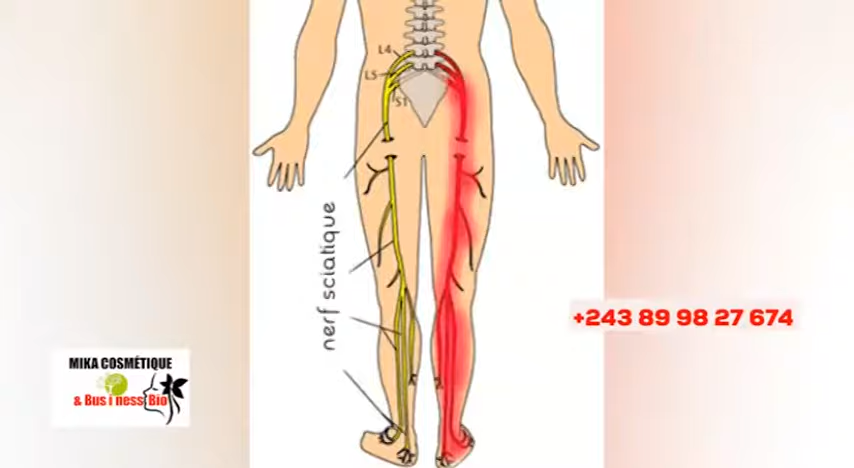 L4
L5
S1
nerf sciatique
+243 89 98 27 674
MIKA COSMÉTIQUE
& Bus i ness Bio